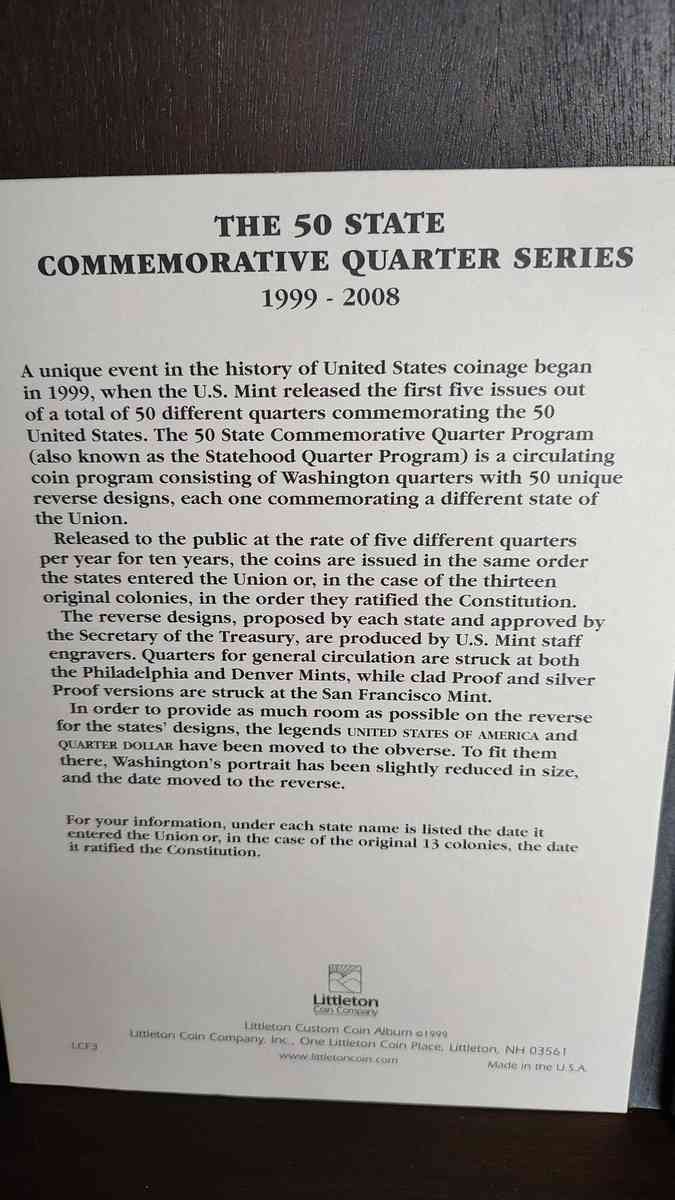 THE 50 STATE
COMMEMORATIVE QUARTER SERIES
1999 - 2008
A unique event in the history of United States coinage began
in 1999, when the U.S. Mint released the first five issues out
of a total of 50 different quarters commemorating the 50
United States. The 50 State Commemorative Quarter Program
(also known as the Statehood Quarter Program) is a circulating
coin program consisting of Washington quarters with 50 unique
reverse designs, each one commemorating a different state of
the Union.
Released to the public at the rate of five different quarters
per year for ten years, the coins are issued in the same order
the states entered the Union or, in the case of the thirteen
original colonies, in the order they ratified the Constitution.
The reverse designs, proposed by each state and approved by
the Secretary of the Treasury, are produced by U.S. Mint staff
engravers. Quarters for general circulation are struck at both
the Philadelphia and Denver Mints, while clad Proof and silver
Proof versions are struck at the San Francisco Mint.
In order to provide as much room as possible on the reverse
for the states' designs, the legends UNITED STATES OF AMERICA and
QUARTER DOLLAR have been moved to the obverse. To fit them
there, Washington's portrait has been slightly reduced in size,
and the date moved to the reverse.
For your information, under each state name is listed the date it
entered the Union or, in the case of the original 13 colonies, the date
it ratified the Constitution.
Littleton
Coin Company
Littleton Custom Coin Album ©1999
Littleton Coin Company, Inc., One Littleton Coin Place, Littleton, NH 03561
LCF3
www.littletoncoin.com
Made in the U.S.A.